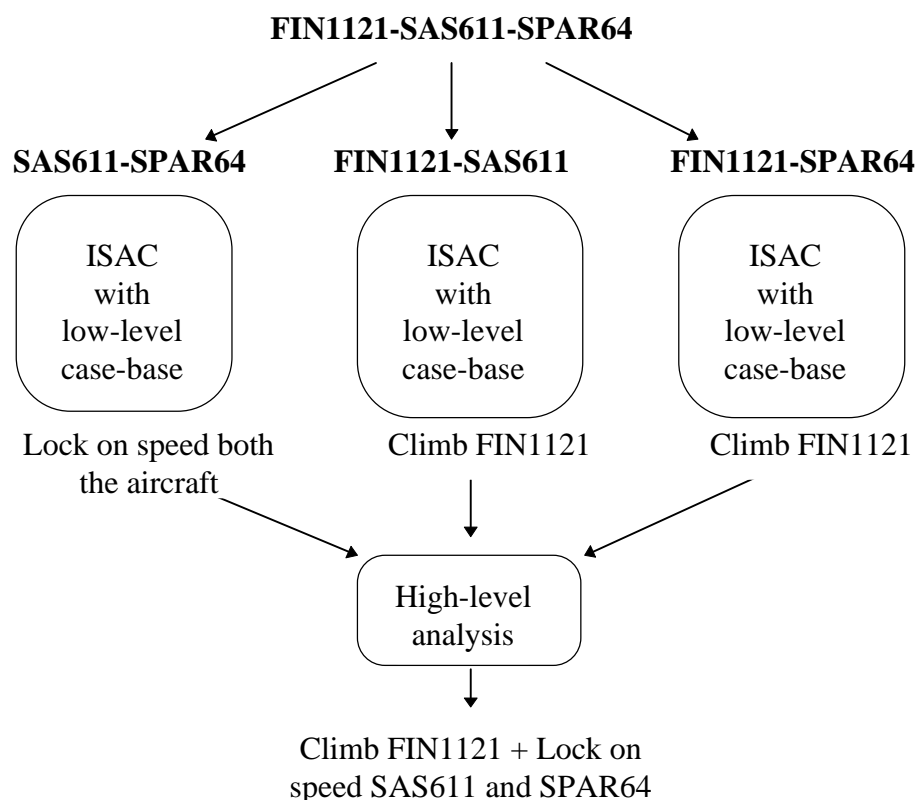 FIN1121-SAS611-SPAR64
SAS611-SPAR64
FIN1121-SAS611
FIN1121-SPAR64
ISAC
with
low-level
case-base
ISAC
with
low-level
case-base
ISAC
with
low-level
case-base
Lock on speed both
the aircraft
Climb FIN1121
Climb FIN1121
High-level
analysis
Climb FIN1121 + Lock on
speed SAS611 and SPAR64